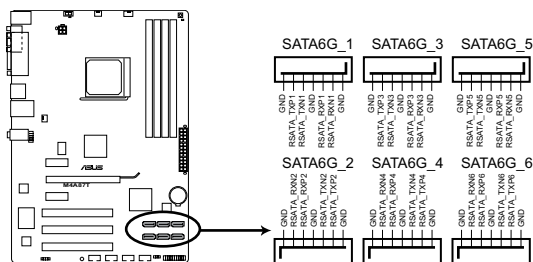 SATA6G_1
SATA6G_3
SATA6G_5
GND
RSATA_TXP1
RSATA_TXN1
GND
RSATA_RXP1
RSATA_RXN1
GND
GND
RSATA_TXP3
RSATA_TXN3
GND
RSATA_RXP3
RSATA_RXN3
GND
GND
RSATA_TXP5
RSATA_TXN5
GND
RSATA_RXP5
RSATA_RXN5
GND
SATA6G_2
SATA6G_4
SATA6G_6
GND
RSATA_RXN2
RSATA_RXP2
GND
RSATA_TXN2
RSATA_TXP2
GND
GND
RSATA_RXN4
RSATA_RXP4
GND
RSATA_TXN4
RSATA_TXP4
GND
GND
RSATA_RXN6
RSATA_RXP6
GND
RSATA_TXN6
RSATA_TXP6
GND
ASUS
M4A87T